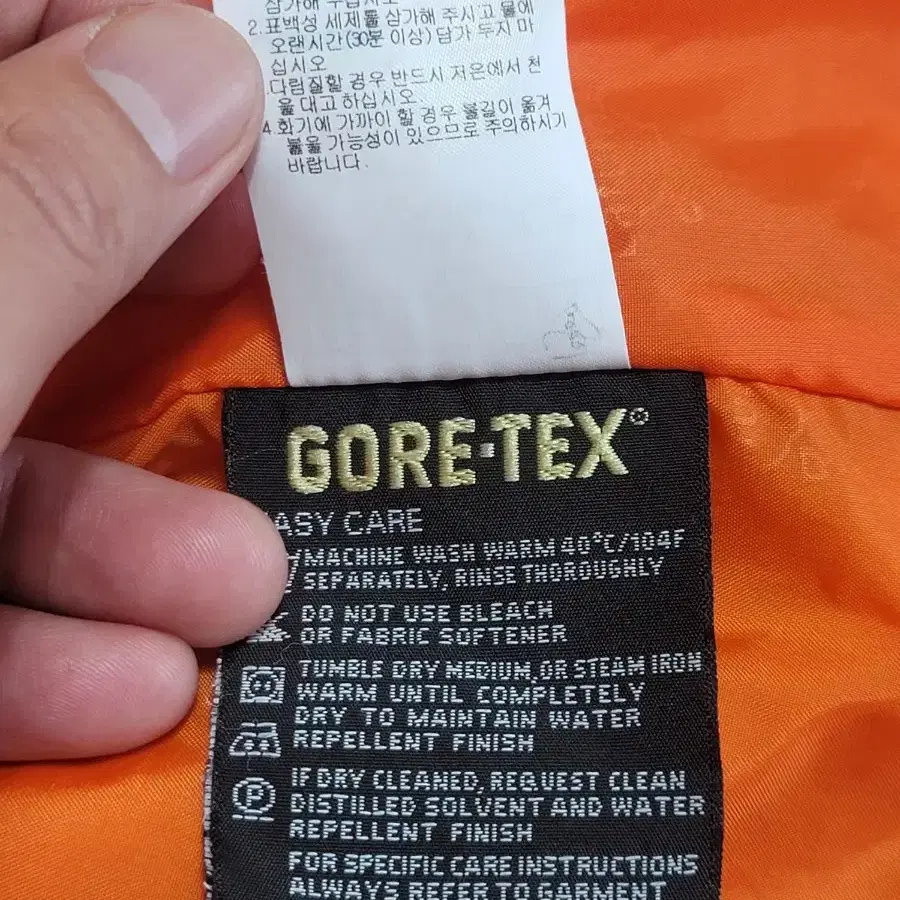 삼가해 주십시오
2.표백성 세제를 삼가해 주시고 물에
오랜시간(30분 이상) 담가 두지 마
십시오
.다림질할 경우 반드시 저온에서 천
을 대고 하십시오
4.화기에 가까이 할 경우 불길이 옮겨
붙을 가능성이 있으므로 주의하시기
바랍니다.
GORE-TEX®
ASY CARE
MACHINE WASH WARM 40°C/104F
SEPARATELY, RINSE THOROUGHLY
DO NOT USE BLEACH
OR FABRIC SOFTENER
TUMBLE DRY MEDIUM, OR STEAM IRON
WARM UNTIL COMPLETELY
DRY TO MAINTAIN WATER
REPELLENT FINISH
P IF DRY CLEANED, REQUEST CLEAN
DISTILLED SOLVENT AND WATER
REPELLENT FINISH
FOR SPECIFIC CARE INSTRUCTIONS
ALWAYS REFER TO GARMENT